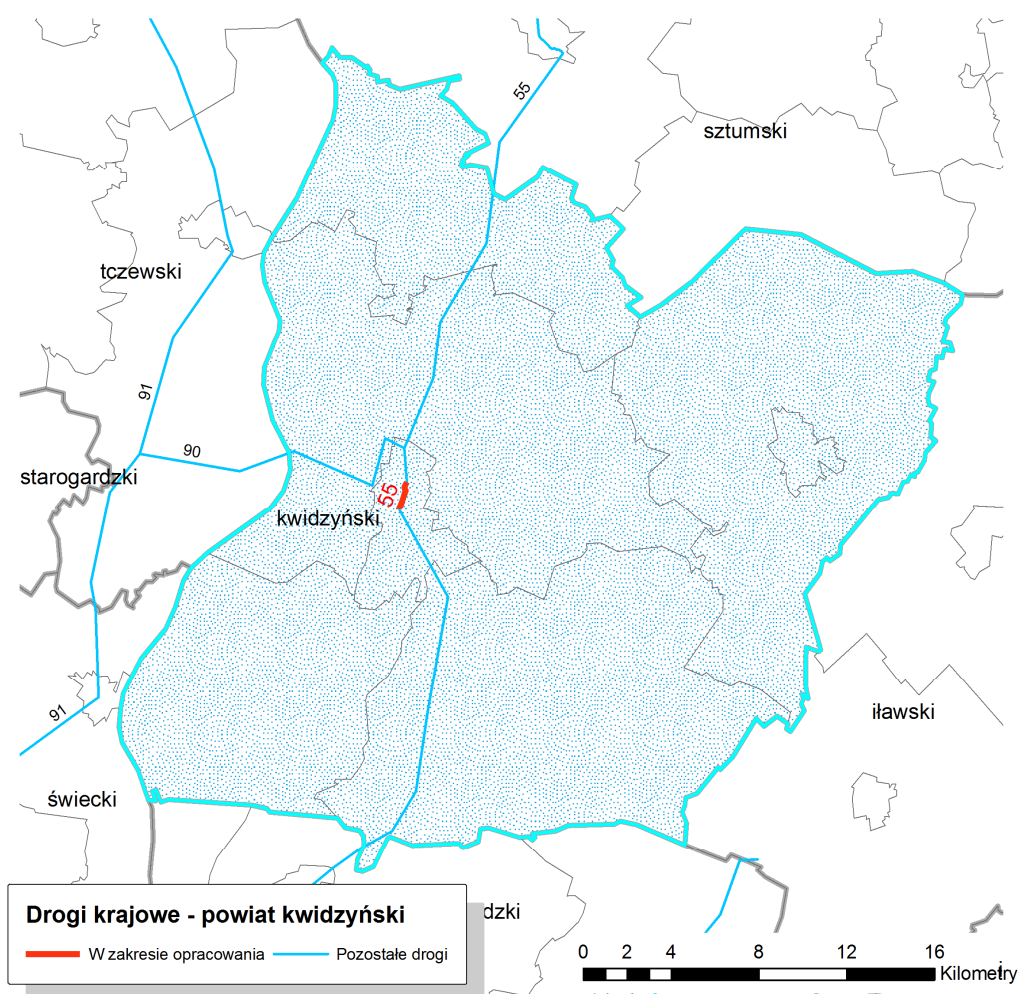 55
sztumski
tczewski
91
90
starogardzki
55
kwidzyński
91
iławski
świecki
Drogi krajowe - powiat kwidzyński
W zakresie opracowania Pozostałe drogi
dzki
0 2 4 8 12 16
Kilometry